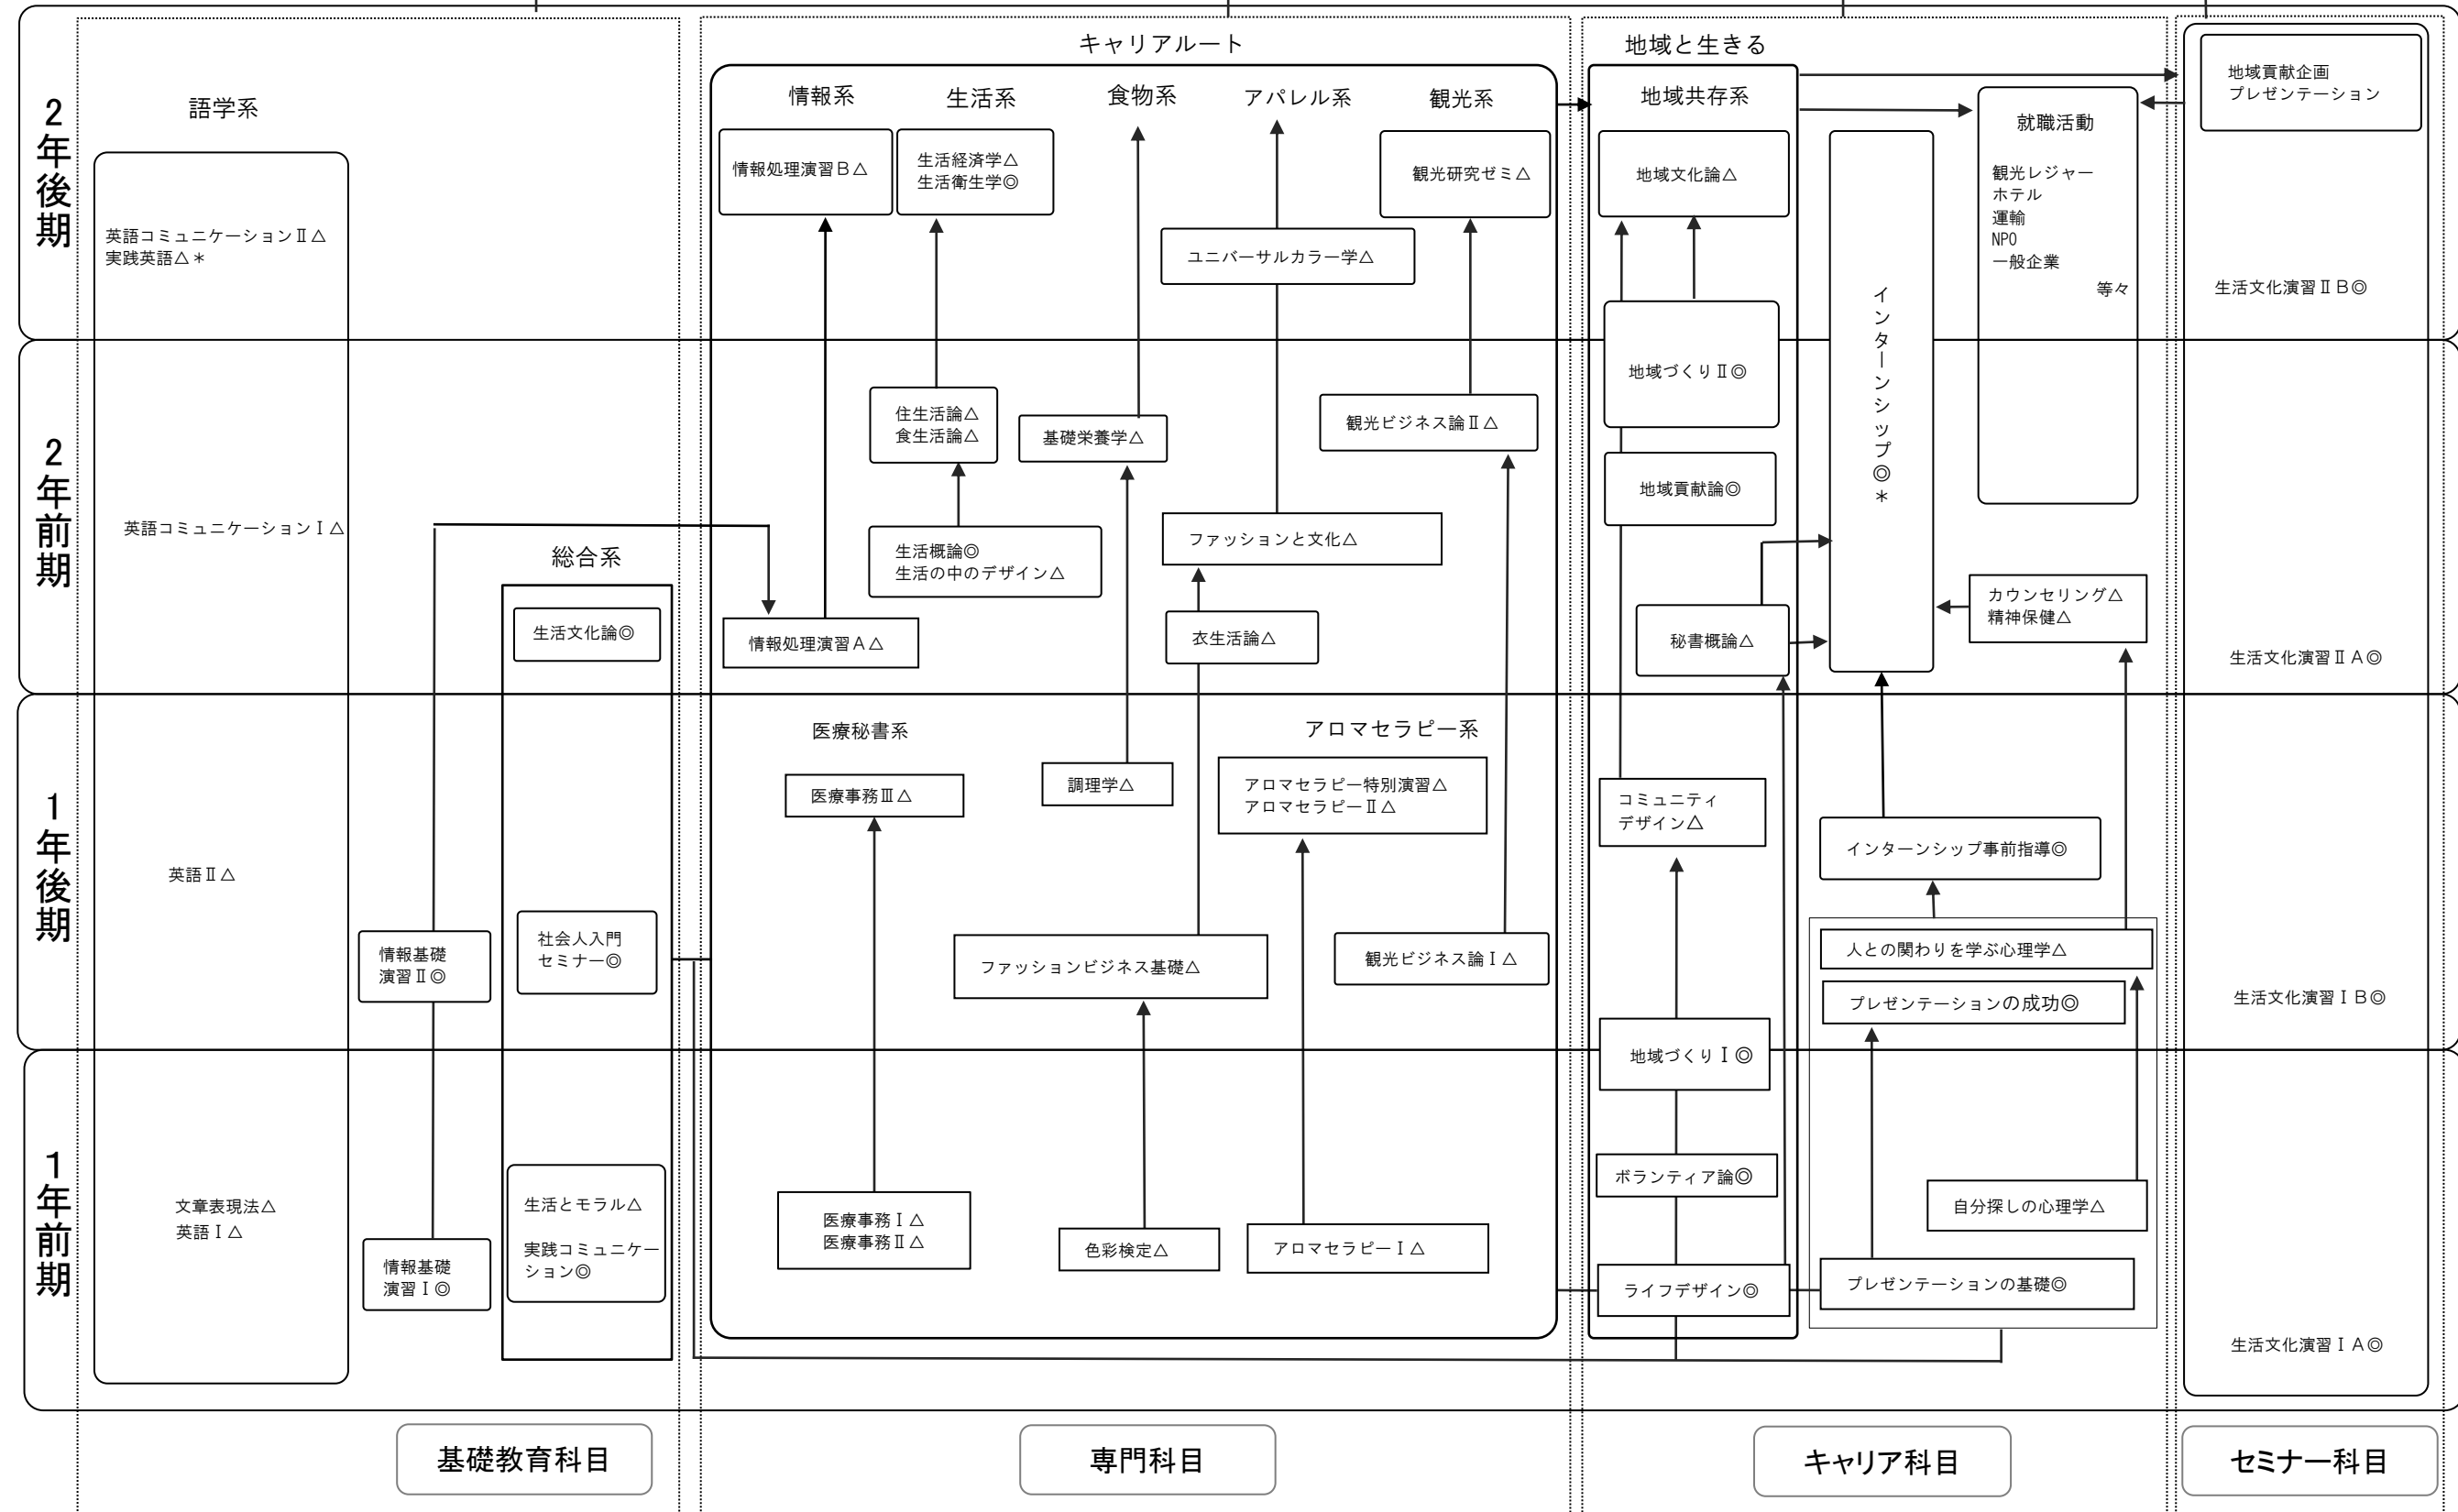 キャリアルート
地域と生きる
2年後期
語学系
情報系
生活系
食物系
アパレル系
観光系
地域共存系
就職活動
地域貢献企画
プレゼンテーション
情報処理演習B△
生活経済学△
生活衛生学◎
観光研究ゼミ△
地域文化論△
観光レジャー
ホテル
運輸
NPO
一般企業
等々
英語コミュニケーションⅡ△
実践英語△*
ユニバーサルカラー学△
インターンシップ◎*
生活文化演習ⅡB◎
2年前期
地域づくりⅡ◎
住生活論△
食生活論△
基礎栄養学△
観光ビジネス論Ⅱ△
地域貢献論◎
英語コミュニケーションⅠ△
総合系
生活概論◎
生活の中のデザイン△
ファッションと文化△
生活文化論◎
情報処理演習A△
衣生活論△
秘書概論△
カウンセリング△
精神保健△
生活文化演習ⅡA◎
1年後期
医療秘書系
アロマセラピー系
医療事務Ⅲ△
調理学△
アロマセラピー特別演習△
アロマセラピーⅡ△
コミュニティ
デザイン△
英語Ⅱ△
インターンシップ事前指導◎
情報基礎
演習Ⅱ◎
社会人入門
セミナー◎
ファッションビジネス基礎△
観光ビジネス論Ⅰ△
人との関わりを学ぶ心理学△
プレゼンテーションの成功◎
生活文化演習ⅠB◎
地域づくりⅠ◎
1年前期
文章表現法△
英語Ⅰ△
情報基礎
演習Ⅰ◎
生活とモラル△
実践コミュニケー
ション◎
医療事務Ⅰ△
医療事務Ⅱ△
色彩検定△
アロマセラピーⅠ△
ボランティア論◎
自分探しの心理学△
ライフデザイン◎
プレゼンテーションの基礎◎
生活文化演習ⅠA◎
基礎教育科目
専門科目
キャリア科目
セミナー科目